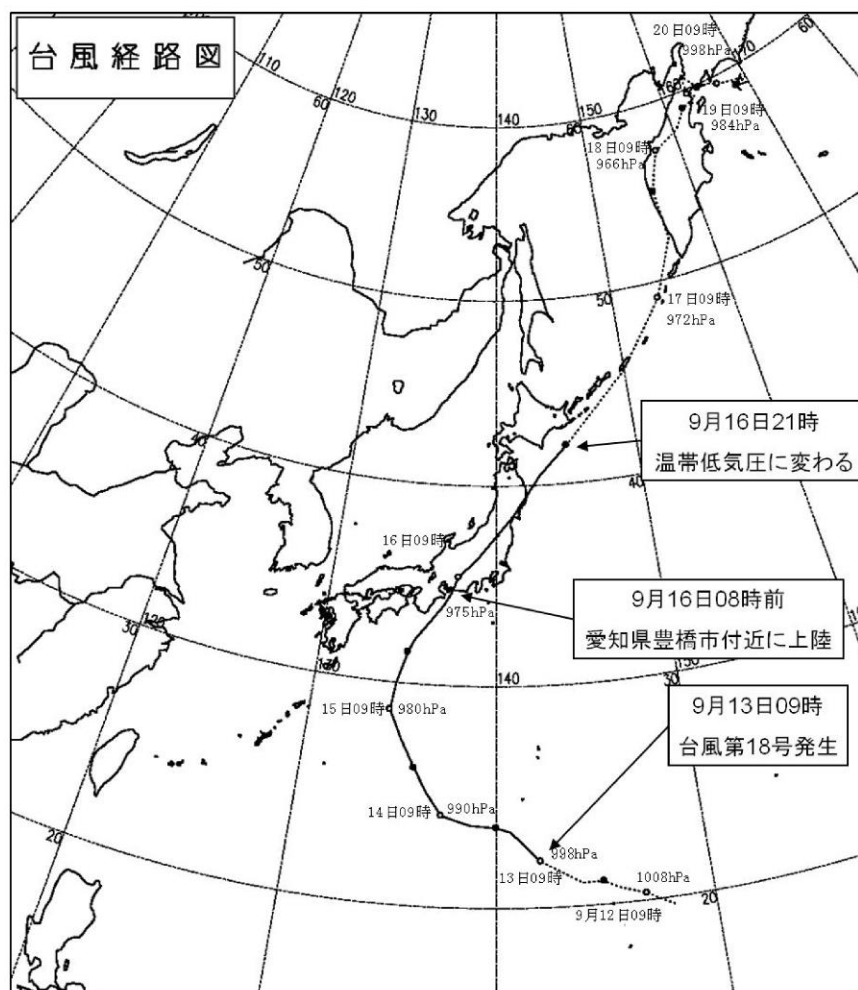 台風経路図
20日09時
998hPa
60
170
160
19日09時
984hPa
110
60
120
130
140
150
60
18日09時
966hPa
50
50
17日09時
972hPa
9月16日21時
温帯低気圧に変わる
40
40
16日09時
975hPa
9月16日08時前
愛知県豊橋市付近に上陸
30
120
130
140
30
150
15日09時
980hPa
9月13日09時
台風第18号発生
14日09時
990hPa
998hPa
13日09時
1008hPa
9月12日09時
20
20